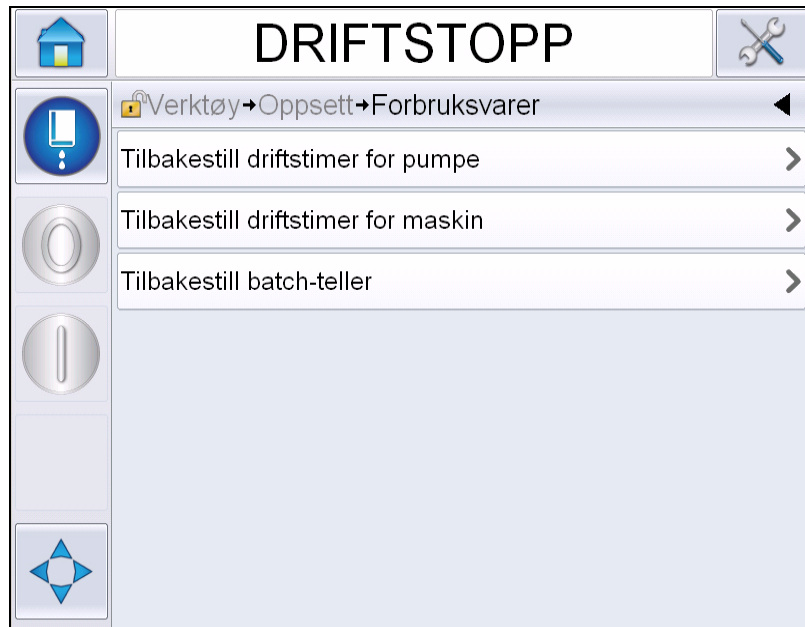 DRIFTSTOPP
Verktøy→Oppsett→Forbruksvarer
Tilbakestill driftstimer for pumpe
Tilbakestill driftstimer for maskin
Tilbakestill batch-teller